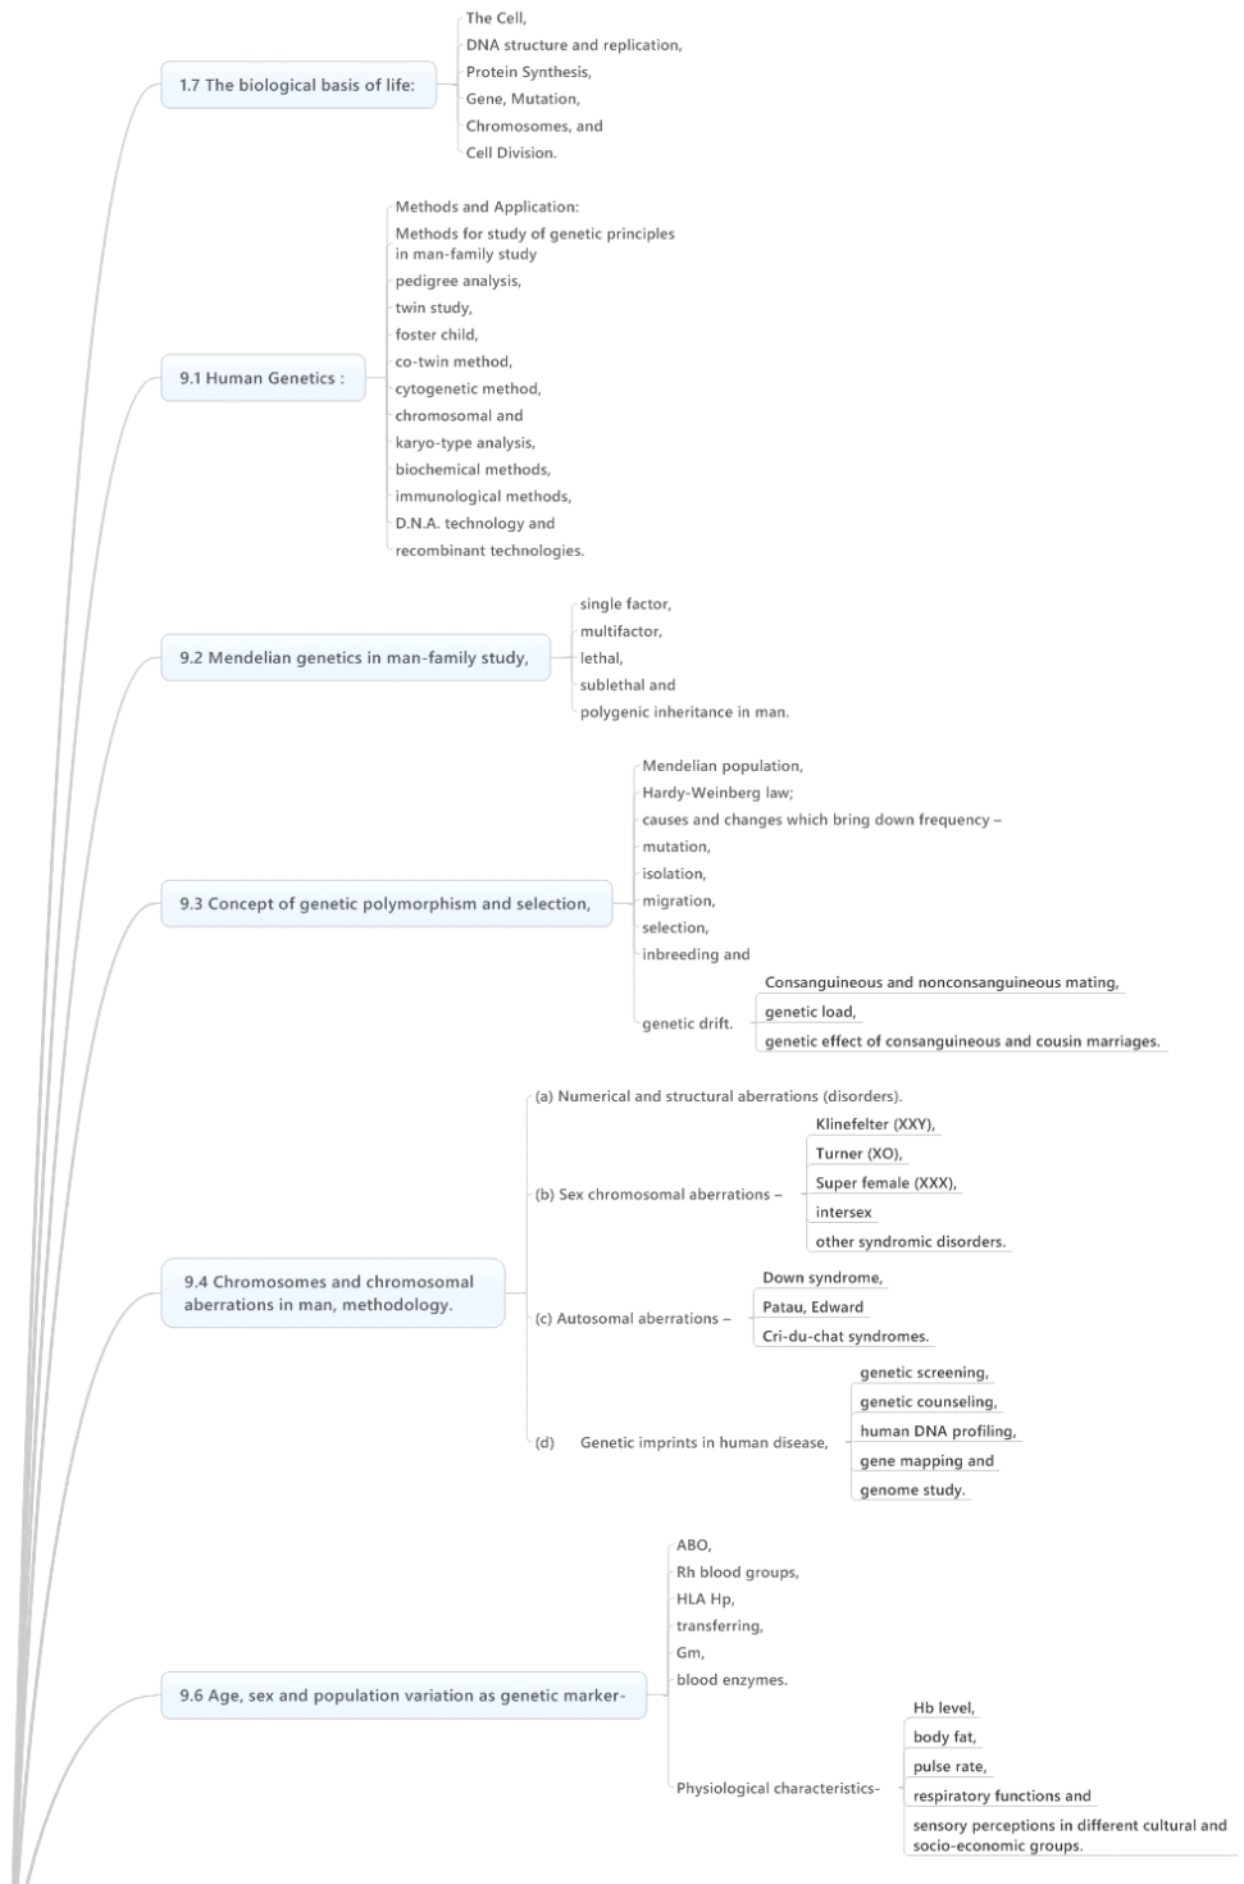 1.7 The biological basis of life:
The Cell,
DNA structure and replication,
Protein Synthesis,
Gene, Mutation,
Chromosomes, and
Cell Division.
9.1 Human Genetics :
Methods and Application:
Methods for study of genetic principles
in man-family study
pedigree analysis,
twin study,
foster child,
co-twin method,
cytogenetic method,
chromosomal and
karyo-type analysis,
biochemical methods,
immunological methods,
D.N.A. technology and
recombinant technologies.
9.2 Mendelian genetics in man-family study,
single factor,
multifactor,
lethal,
sublethal and
polygenic inheritance in man.
9.3 Concept of genetic polymorphism and selection,
Mendelian population,
Hardy-Weinberg law;
causes and changes which bring down frequency –
mutation,
isolation,
migration,
selection,
inbreeding and
genetic drift.
Consanguineous and nonconsanguineous mating,
genetic load,
genetic effect of consanguineous and cousin marriages.
9.4 Chromosomes and chromosomal
aberrations in man, methodology.
(a) Numerical and structural aberrations (disorders).
(b) Sex chromosomal aberrations –
Klinefelter (XXY),
Turner (XO),
Super female (XXX),
intersex
other syndromic disorders.
(c) Autosomal aberrations –
Down syndrome,
Patau, Edward
Cri-du-chat syndromes.
(d) Genetic imprints in human disease,
genetic screening,
genetic counseling,
human DNA profiling,
gene mapping and
genome study.
9.6 Age, sex and population variation as genetic marker-
ABO,
Rh blood groups,
HLA Hp,
transferring,
Gm,
blood enzymes.
Physiological characteristics-
Hb level,
body fat,
pulse rate,
respiratory functions and
sensory perceptions in different cultural and
socio-economic groups.